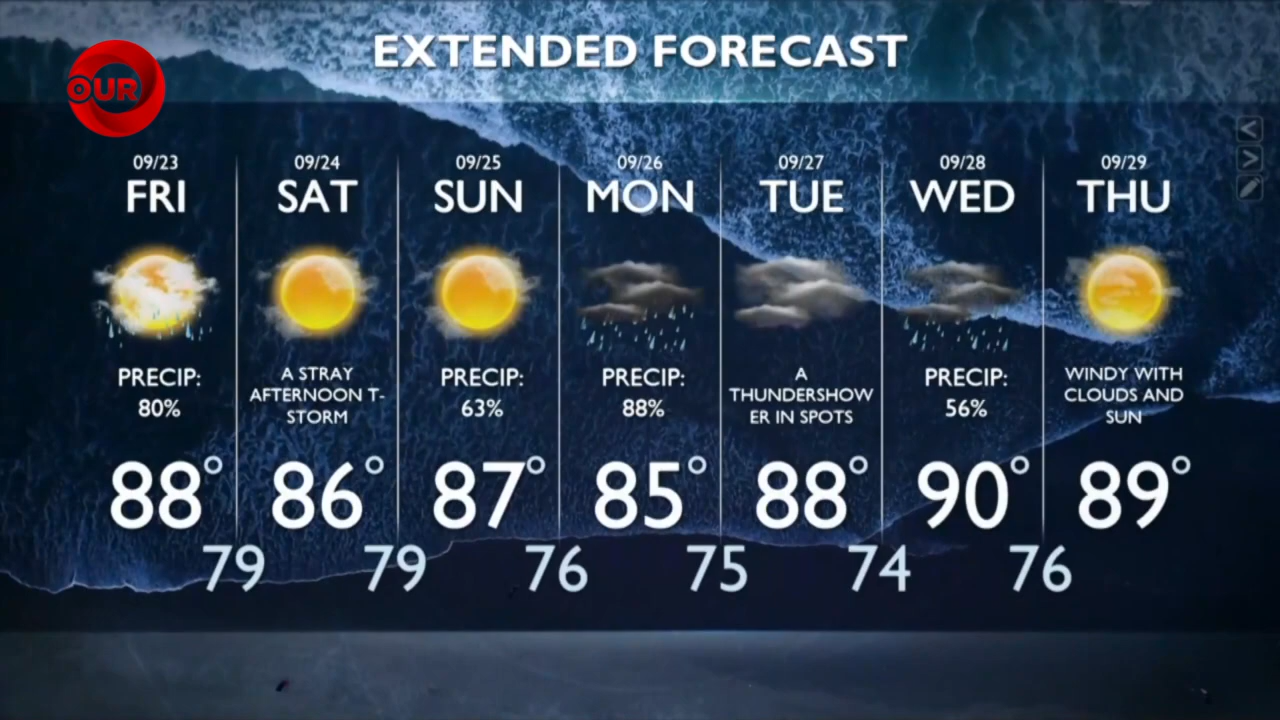 EXTENDED FORECAST
OUR
09/23
FRI
PRECIP:
80%
88°
79
09/24
SAT
A STRAY
AFTERNOON T-
STORM
86°
79
09/25
SUN
PRECIP:
63%
87°
76
09/26
MON
PRECIP:
88%
85°
75
09/27
TUE
A
THUNDERSHOW
ER IN SPOTS
88°
74
09/28
WED
PRECIP:
56%
90°
76
09/29
THU
WINDY WITH
CLOUDS AND
SUN
89°